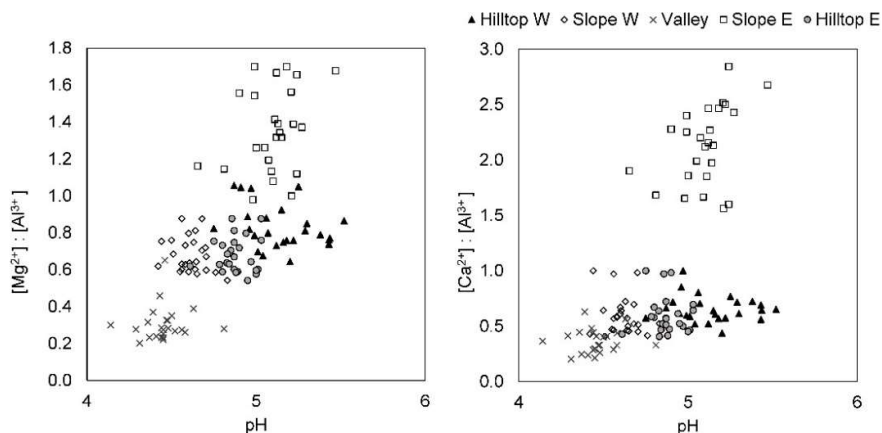 ▲ Hilltop W ◇ Slope W × Valley □ Slope E ● Hilltop E
[Mg²⁺] : [Al³⁺]
1.8
1.6
1.4
1.2
1.0
0.8
0.6
0.4
0.2
0.0
4 5 6
pH
[Ca²⁺] : [Al³⁺]
3.0
2.5
2.0
1.5
1.0
0.5
0.0
4 5 6
pH